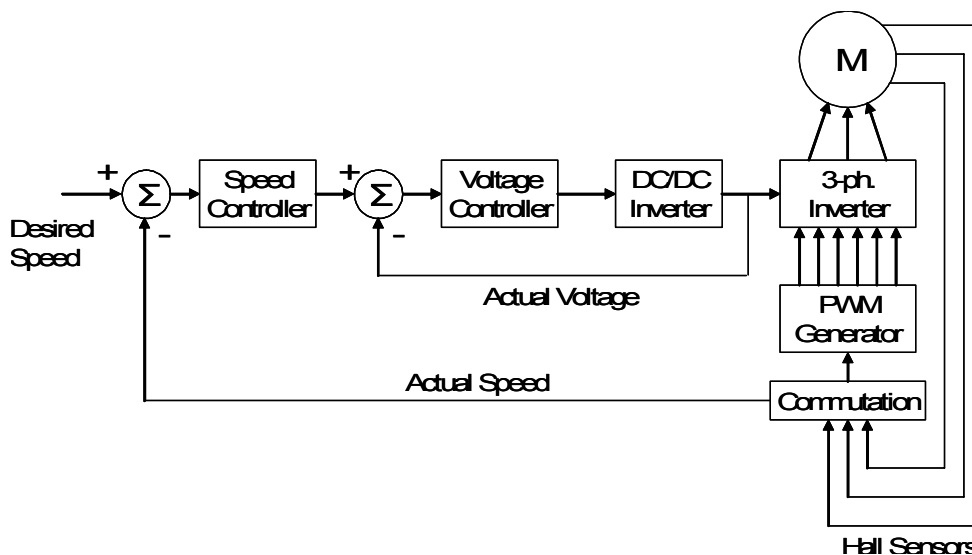 M
+
Σ
-
Desired
Speed
Speed
Controller
+
Σ
-
Voltage
Controller
DC/DC
Inverter
3-ph.
Inverter
Actual Voltage
PWM
Generator
Actual Speed
Commutation
Hall Sensors